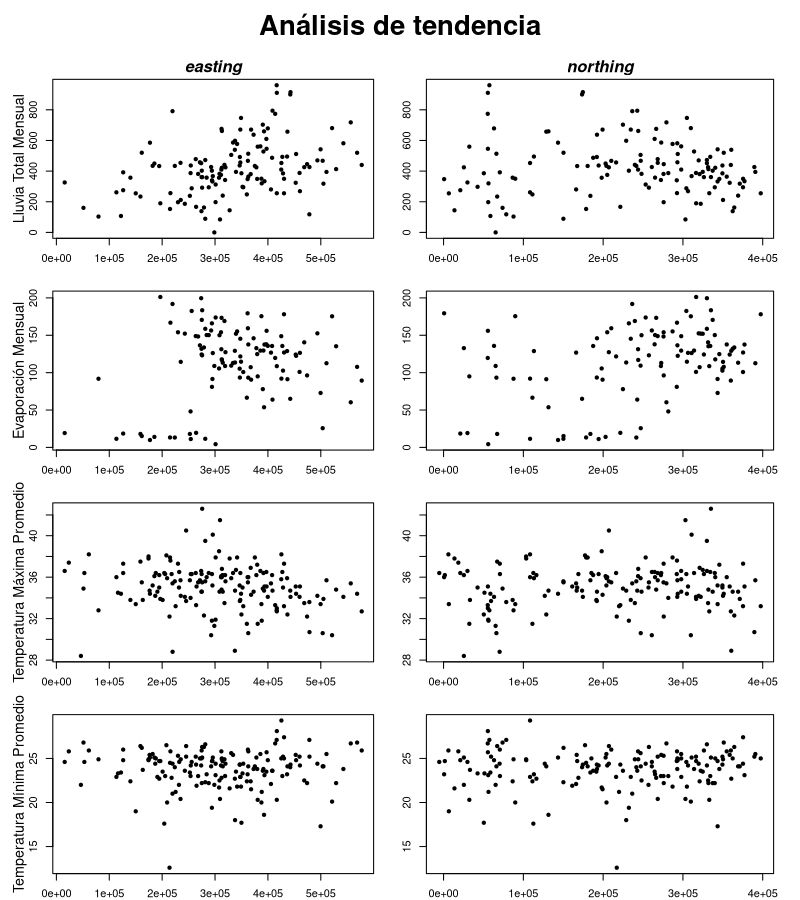 Análisis de tendencia
easting northing
Lluvia Total Mensual
0 200 400 600 800
0e+00 1e+05 2e+05 3e+05 4e+05 5e+05
0 200 400 600 800
0e+00 1e+05 2e+05 3e+05 4e+05
Evaporación Mensual
0 50 100 150 200
0e+00 1e+05 2e+05 3e+05 4e+05 5e+05
0 50 100 150 200
0e+00 1e+05 2e+05 3e+05 4e+05
Temperatura Máxima Promedio
28 32 36 40
0e+00 1e+05 2e+05 3e+05 4e+05 5e+05
28 32 36 40
0e+00 1e+05 2e+05 3e+05 4e+05
Temperatura Mínima Promedio
15 20 25
0e+00 1e+05 2e+05 3e+05 4e+05 5e+05
15 20 25
0e+00 1e+05 2e+05 3e+05 4e+05